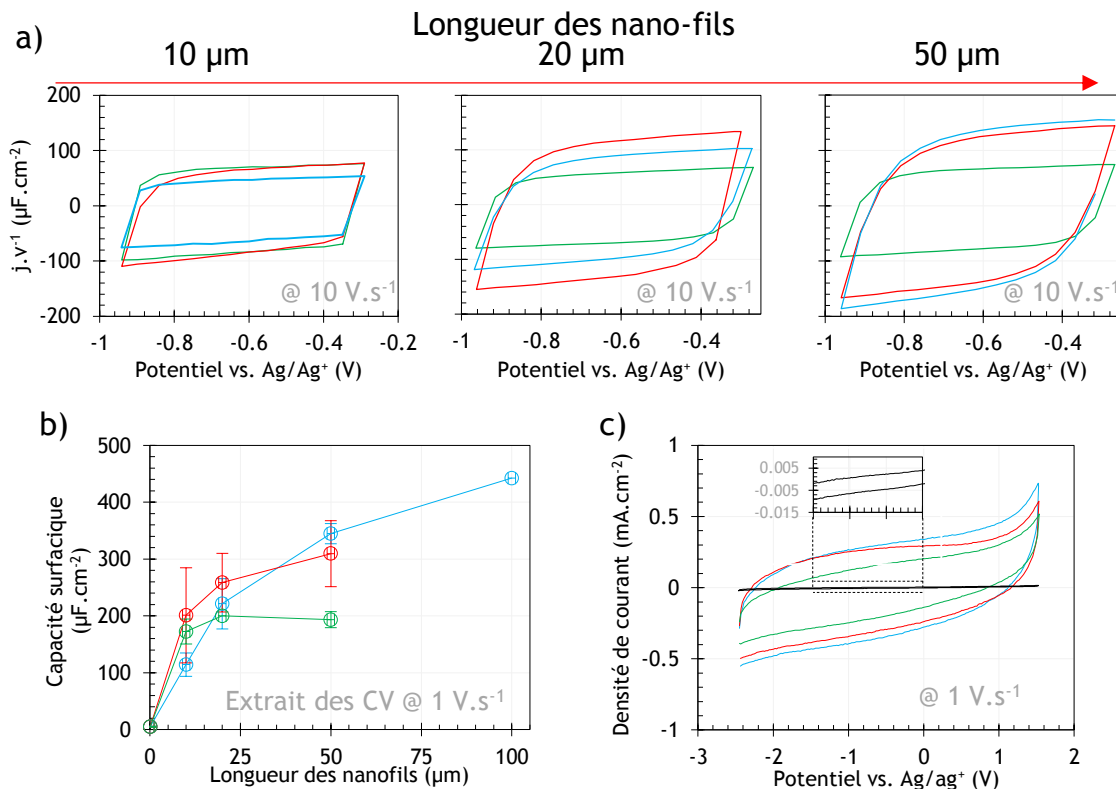 Longueur des nano-fils
a)
10 µm
20 µm
50 µm
200
100
0
-100
-200
j.v⁻¹ (µF.cm⁻²)
@ 10 V.s⁻¹
@ 10 V.s⁻¹
@ 10 V.s⁻¹
-1 -0.8 -0.6 -0.4 -0.2
-1 -0.8 -0.6 -0.4
-1 -0.8 -0.6 -0.4
Potentiel vs. Ag/Ag⁺ (V)
Potentiel vs. Ag/Ag⁺ (V)
Potentiel vs. Ag/Ag⁺ (V)
b)
500
400
300
200
100
0
Capacité surfacique
(µF.cm⁻²)
Extrait des CV @ 1 V.s⁻¹
0 25 50 75 100
Longueur des nanofils (µm)
c)
1
0.5
0
-0.5
-1
Densité de courant (mA.cm⁻²)
0.005
-0.005
-0.015
@ 1 V.s⁻¹
-3 -2 -1 0 1 2
Potentiel vs. Ag/ag⁺ (V)